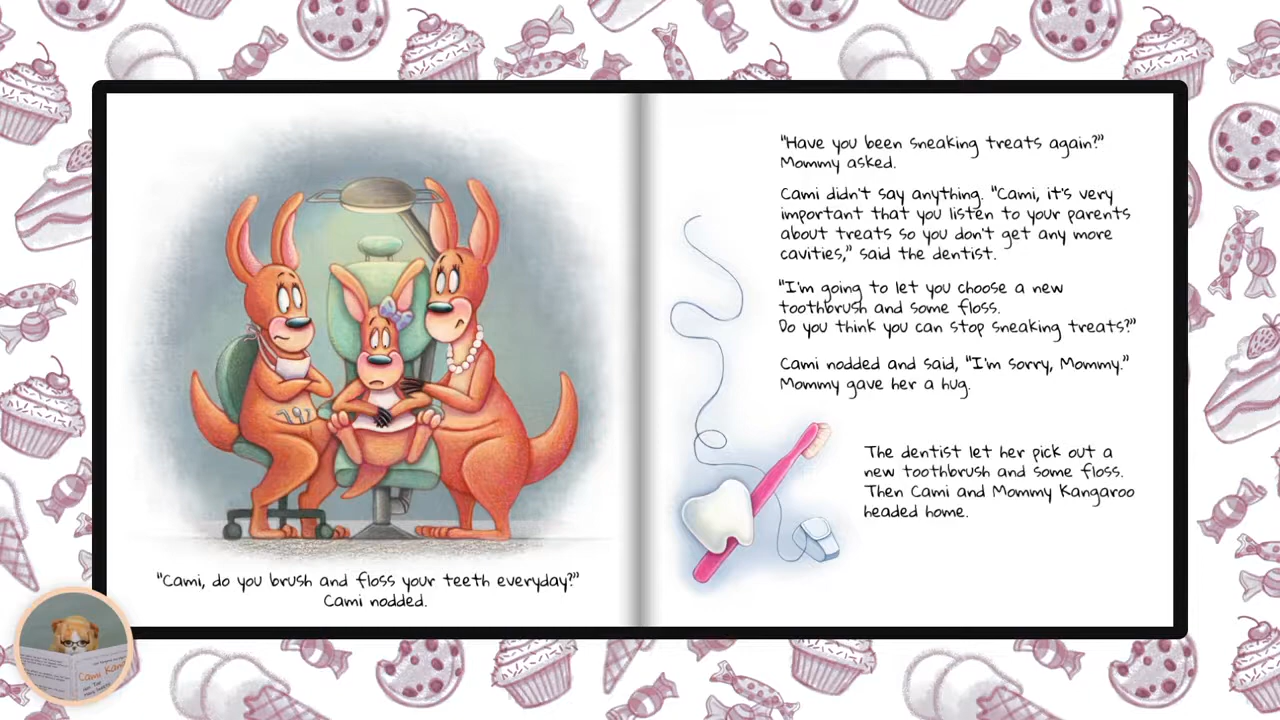 "Cami, do you brush and floss your teeth everyday?"
Cami nodded.
"Have you been sneaking treats again?"
Mommy asked.
Cami didn't say anything. "Cami, it's very
important that you listen to your parents
about treats so you don't get any more
cavities," said the dentist.
"I'm going to let you choose a new
toothbrush and some floss.
Do you think you can stop sneaking treats?"
Cami nodded and said, "I'm sorry, Mommy."
Mommy gave her a hug.
The dentist let her pick out a
new toothbrush and some floss.
Then Cami and Mommy Kangaroo
headed home.
Cami Kang